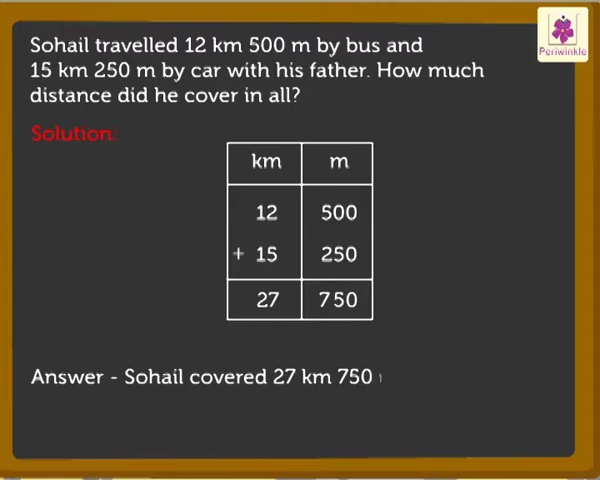 Sohail travelled 12 km 500 m by bus and
15 km 250 m by car with his father. How much
distance did he cover in all?
Periwinkle
Solution:
km m
12 500
+ 15 250
27 750
Answer - Sohail covered 27 km 750